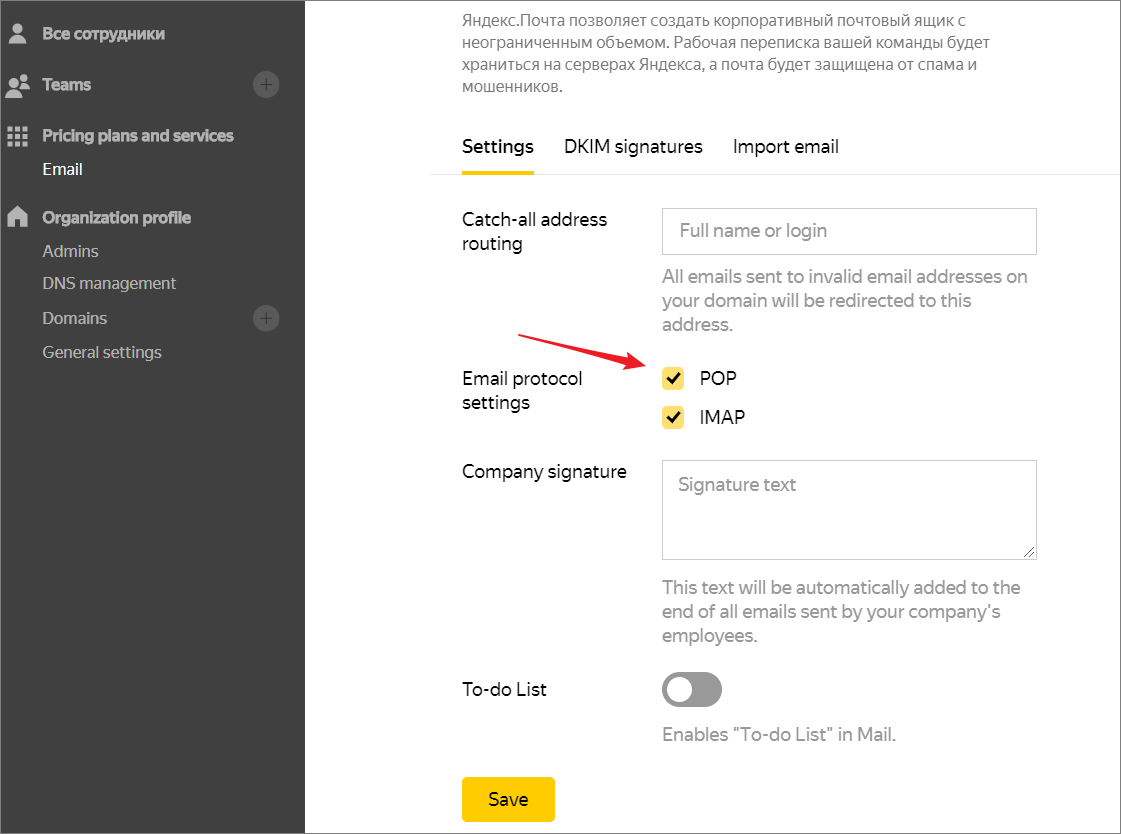 Все сотрудники
Teams
Pricing plans and services
Email
Organization profile
Admins
DNS management
Domains
General settings
Яндекс.Почта позволяет создать корпоративный почтовый ящик с
неограниченным объемом. Рабочая переписка вашей команды будет
храниться на серверах Яндекса, а почта будет защищена от спама и
мошенников.
Settings DKIM signatures Import email
Catch-all address
routing
Full name or login
All emails sent to invalid email addresses on
your domain will be redirected to this
address.
Email protocol
settings
POP
IMAP
Company signature
Signature text
This text will be automatically added to the
end of all emails sent by your company's
employees.
To-do List
Enables "To-do List" in Mail.
Save